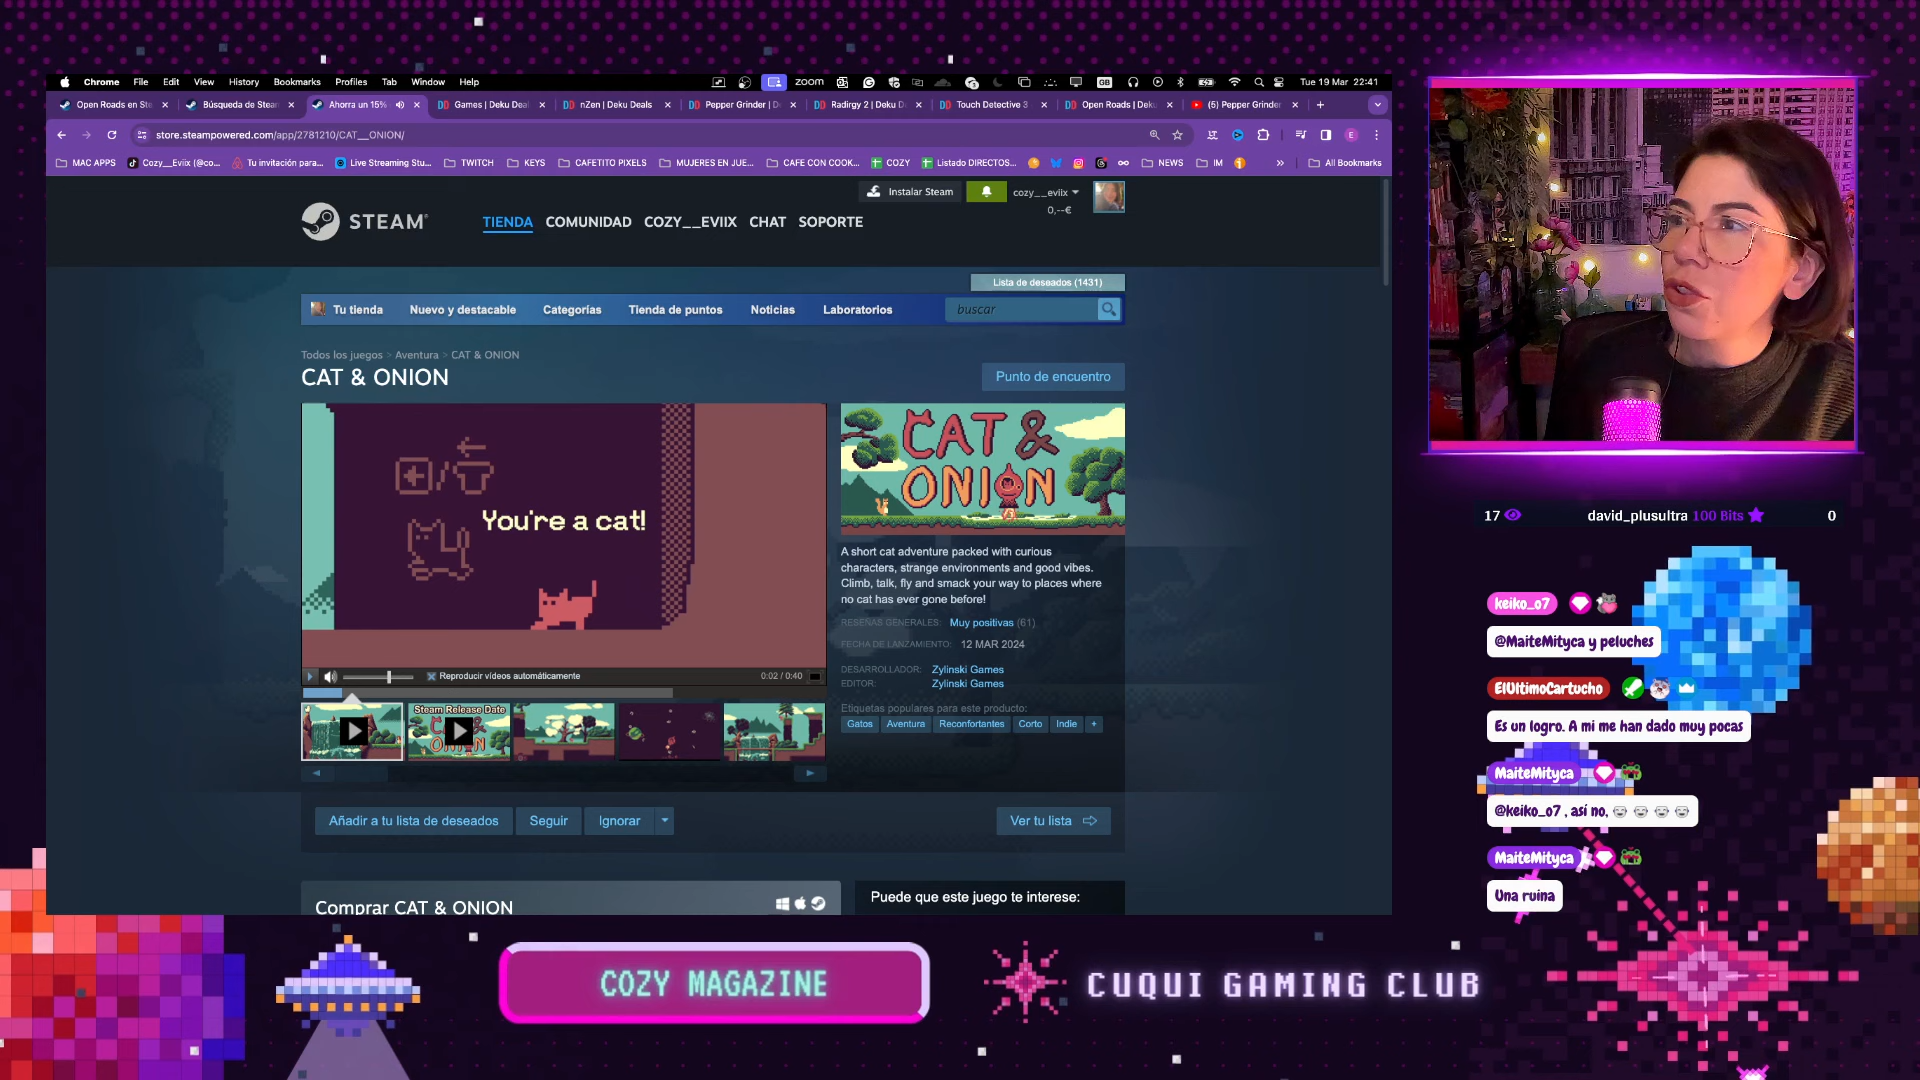 Chrome File Edit View History Bookmarks Profiles Tab Window Help
zoom GB Tue 19 Mar 22:41
Open Roads en Ste
Búsqueda de Steam
Ahorra un 15%
Games | Deku Deal
nZen | Deku Deals
Pepper Grinder | D
Radirgy 2 | Deku D
Touch Detective 3
Open Roads | Deku
(5) Pepper Grinder
store.steampowered.com/app/2781210/CAT__ONION/
E
MAC APPS
Cozy__Eviix (@co...
Tu invitación para...
Live Streaming Stu...
TWITCH
KEYS
CAFETITO PIXELS
MUJERES EN JUE...
CAFE CON COOK...
COZY
Listado DIRECTOS...
NEWS
IM
»
All Bookmarks
Instalar Steam
cozy__eviix
0,--€
STEAM
TIENDA COMUNIDAD COZY__EVIIX CHAT SOPORTE
Lista de deseados (1431)
Tu tienda Nuevo y destacable Categorías Tienda de puntos Noticias Laboratorios
buscar
Todos los juegos > Aventura > CAT & ONION
CAT & ONION
Punto de encuentro
You're a cat!
CAT &
ONION
A short cat adventure packed with curious
characters, strange environments and good vibes.
Climb, talk, fly and smack your way to places where
no cat has ever gone before!
RESEÑAS GENERALES: Muy positivas (61)
FECHA DE LANZAMIENTO: 12 MAR 2024
DESARROLLADOR: Zylinski Games
EDITOR: Zylinski Games
Etiquetas populares para este producto:
Gatos Aventura Reconfortantes Corto Indie +
Reproducir vídeos automáticamente
0:02 / 0:40
Steam Release Date
Añadir a tu lista de deseados
Seguir
Ignorar
Ver tu lista
Comprar CAT & ONION
Puede que este juego te interese:
17
david_plusultra 100 Bits
0
keiko_o7
@MaiteMityca y peluches
ElUltimoCartucho
Es un logro. A mi me han dado muy pocas
MaiteMityca
@keiko_o7 , así no,
MaiteMityca
Una ruina
COZY MAGAZINE
CUQUI GAMING CLUB